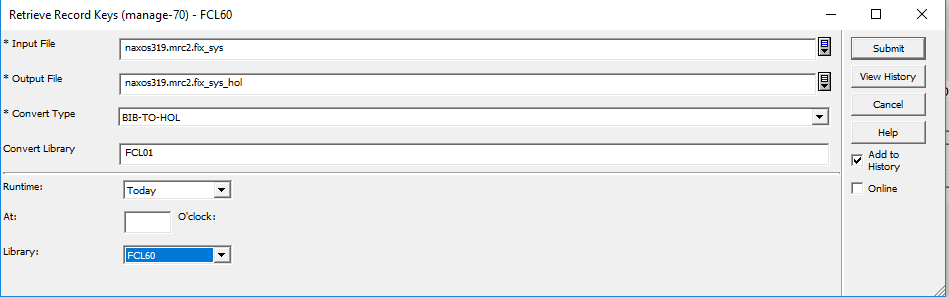 Retrieve Record Keys (manage-70) - FCL60
* Input File
naxos319.mrc2.fix_sys
Submit
* Output File
naxos319.mrc2.fix_sys_hol
View History
* Convert Type
BIB-TO-HOL
Cancel
Convert Library
FCL01
Help
Add to
History
Runtime:
Today
Online
At:
O'clock:
Library:
FCL60